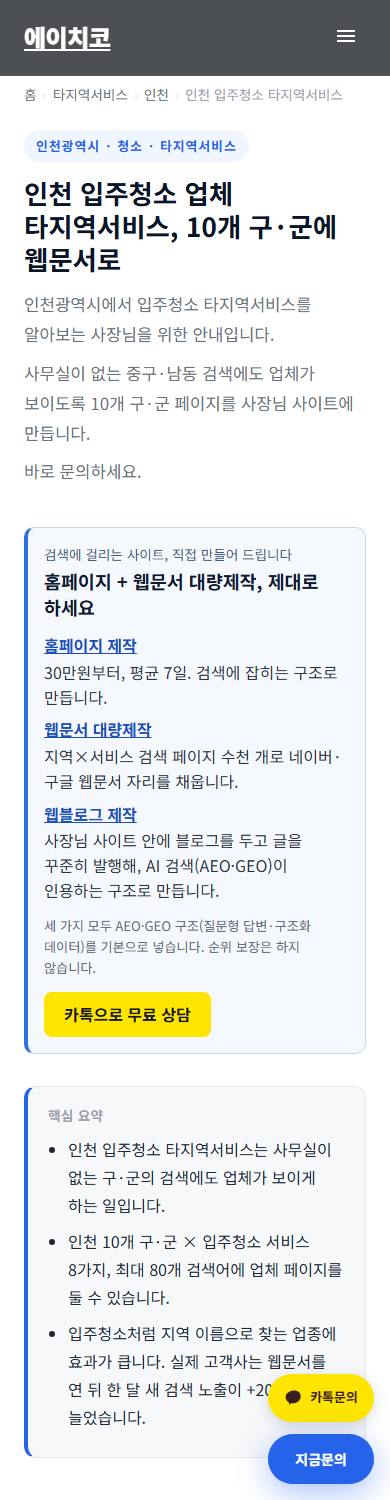 에이치코
홈 › 타지역서비스 › 인천 › 인천 입주청소 타지역서비스
인천광역시 · 청소 · 타지역서비스
인천 입주청소 업체
타지역서비스, 10개 구·군에
웹문서로
인천광역시에서 입주청소 타지역서비스를
알아보는 사장님을 위한 안내입니다.
사무실이 없는 중구·남동 검색에도 업체가
보이도록 10개 구·군 페이지를 사장님 사이트에
만듭니다.
바로 문의하세요.
검색에 걸리는 사이트, 직접 만들어 드립니다
홈페이지 + 웹문서 대량제작, 제대로
하세요
홈페이지 제작
30만원부터, 평균 7일. 검색에 잡히는 구조로
만듭니다.
웹문서 대량제작
지역×서비스 검색 페이지 수천 개로 네이버·
구글 웹문서 자리를 채웁니다.
웹블로그 제작
사장님 사이트 안에 블로그를 두고 글을
꾸준히 발행해, AI 검색(AEO·GEO)이
인용하는 구조로 만듭니다.
세 가지 모두 AEO·GEO 구조(질문형 답변·구조화
데이터)를 기본으로 넣습니다. 순위 보장은 하지
않습니다.
카톡으로 무료 상담
핵심 요약
• 인천 입주청소 타지역서비스는 사무실이
없는 구·군의 검색에도 업체가 보이게
하는 일입니다.
• 인천 10개 구·군 × 입주청소 서비스
8가지, 최대 80개 검색어에 업체 페이지를
둘 수 있습니다.
• 입주청소처럼 지역 이름으로 찾는 업종에
효과가 큽니다. 실제 고객사는 웹문서를
연 뒤 한 달 새 검색 노출이
늘었습니다.
카톡문의
지금문의